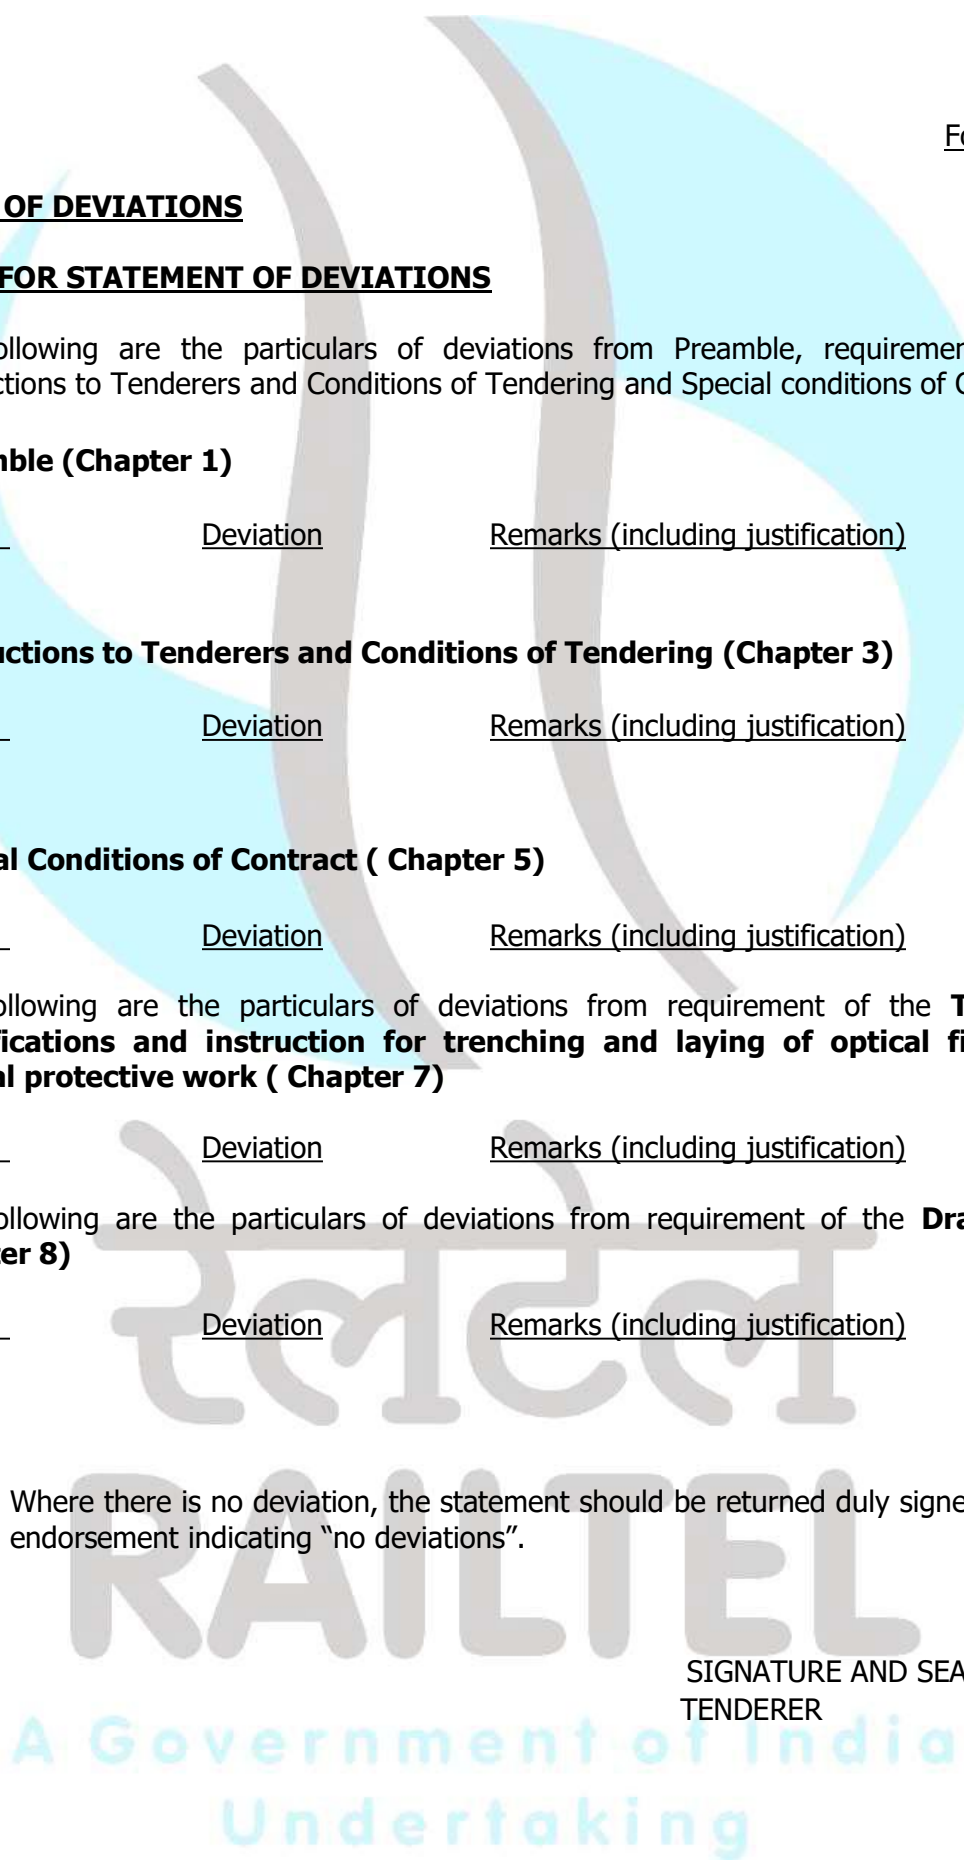 Fo
OF DEVIATIONS
FOR STATEMENT OF DEVIATIONS
ollowing are the particulars of deviations from Preamble, requiremen
ctions to Tenderers and Conditions of Tendering and Special conditions of C
nble (Chapter 1)
Deviation Remarks (including justification)
uctions to Tenderers and Conditions of Tendering (Chapter 3)
Deviation Remarks (including justification)
al Conditions of Contract ( Chapter 5)
Deviation Remarks (including justification)
ollowing are the particulars of deviations from requirement of the T
fications and instruction for trenching and laying of optical fi
al protective work ( Chapter 7)
Deviation Remarks (including justification)
ollowing are the particulars of deviations from requirement of the Dra
ter 8)
Deviation Remarks (including justification)
रेलटेल
RAILTEL
Where there is no deviation, the statement should be returned duly signe
endorsement indicating “no deviations”.
SIGNATURE AND SEA
TENDERER
A Government of India
Undertaking